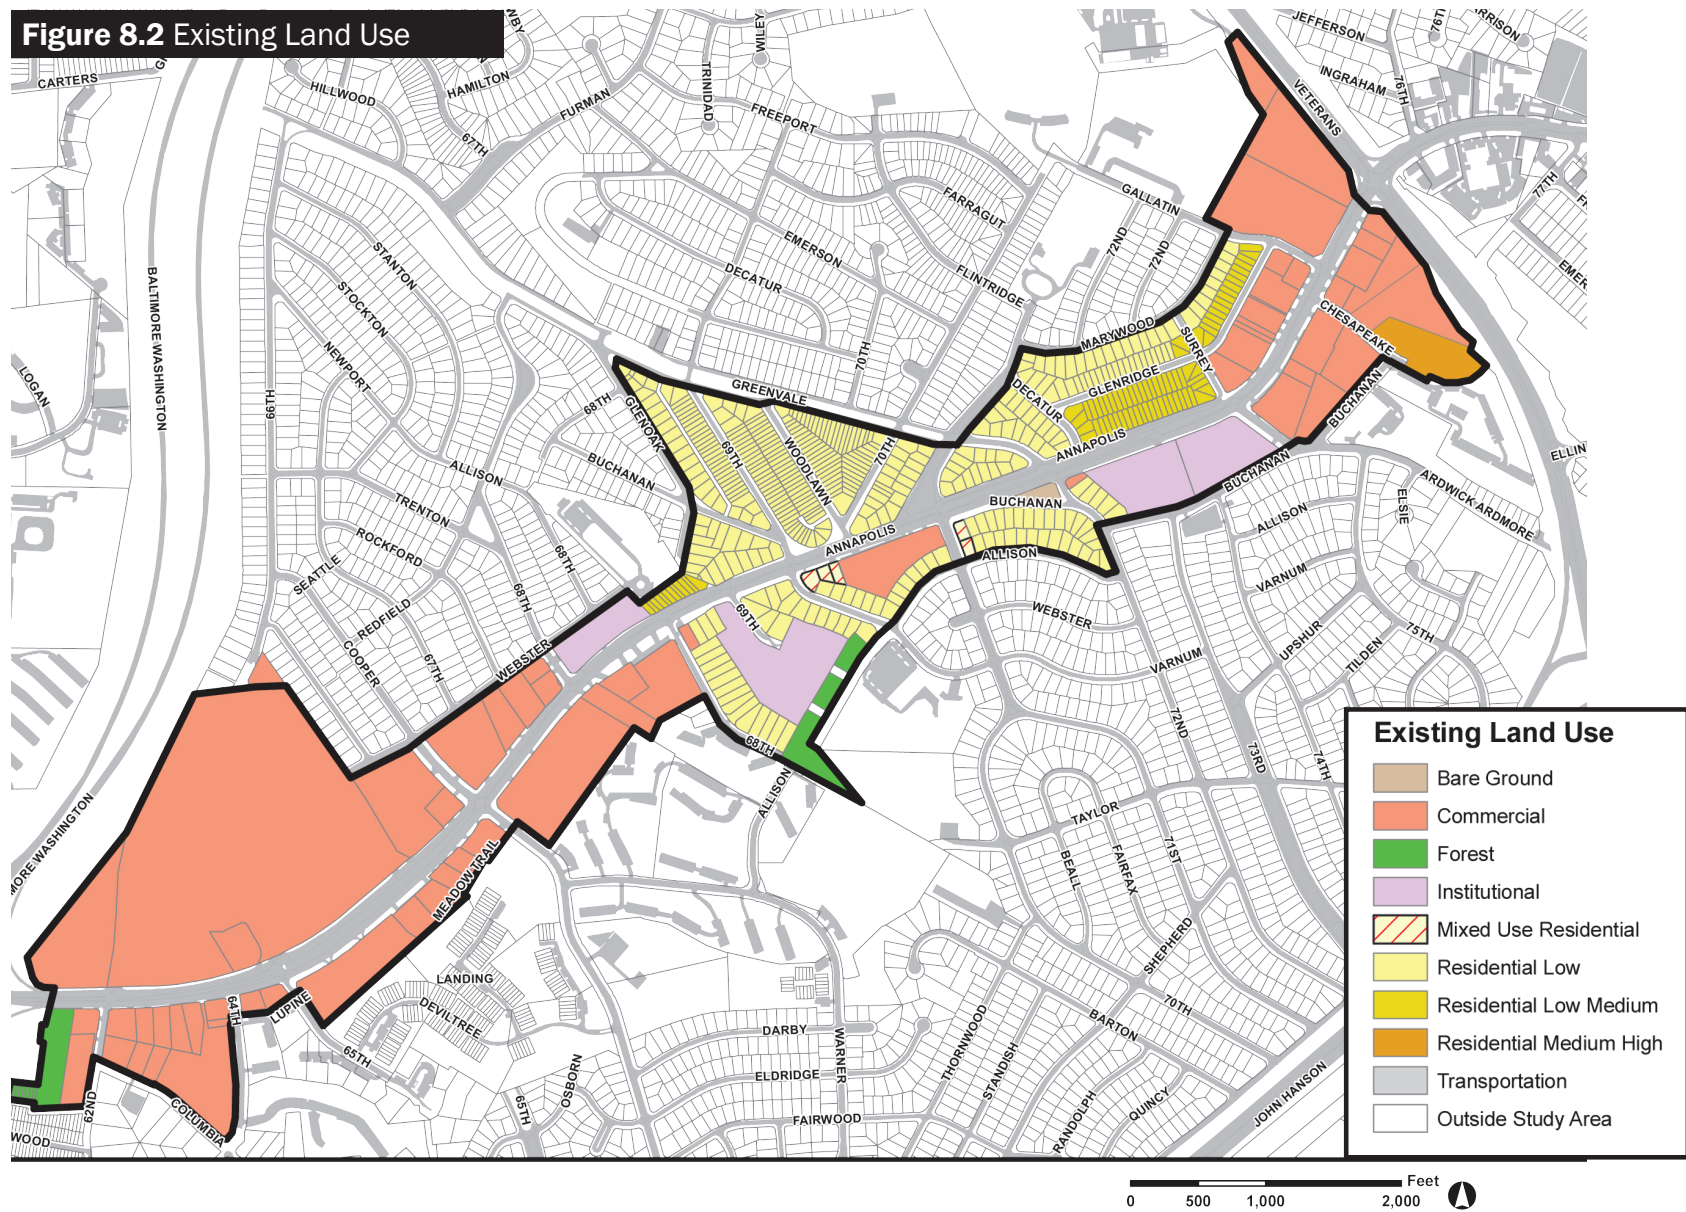 Figure 8.2 Existing Land Use
CARTERS
HILLWOOD
HAMILTON
67TH
FURMAN
TRINIDAD
WILEY
FREEPORT
JEFFERSON
76TH
INGRAHAM
76TH
VETERANS
77TH
GALLATIN
72ND
72ND
FARRAGUT
EMERSON
DECATUR
FLINTRIDGE
STANTON
STOCKTON
NEWPORT
BALTIMORE WASHINGTON
LOGAN
66TH
70TH
MARYWOOD
SURREY
CHESAPEAKE
GREENVALE
GLENRIDGE
DECATUR
BUCHANAN
GLENOAK
68TH
69TH
WOODLAWN
70TH
ANNAPOLIS
BUCHANAN
ALLISON
BUCHANAN
BUCHANAN
ARDWICK ARDMORE
ELSIE
ALLISON
TRENTON
ROCKFORD
SEATTLE
68TH
68TH
ANNAPOLIS
ALLISON
VARNUM
REDFIELD
COOPER
67TH
WEBSTER
69TH
WEBSTER
UPSHUR
TILDEN
75TH
VARNUM
68TH
72ND
73RD
74TH
ALLISON
TAYLOR
BEALL
FAIRFAX
71ST
MORE WASHINGTON
MEADOW TRAIL
SHEPHERD
LANDING
DEVILTREE
64TH
LUPINE
65TH
70TH
BARTON
THORNWOOD
STANDISH
DARBY
WARNER
ELDRIDGE
FAIRWOOD
OSBORN
65TH
62ND
COLUMBIA
WOOD
RANDOLPH
QUINCY
JOHN HANSON
Existing Land Use
Bare Ground
Commercial
Forest
Institutional
Mixed Use Residential
Residential Low
Residential Low Medium
Residential Medium High
Transportation
Outside Study Area
Feet
0 500 1,000 2,000